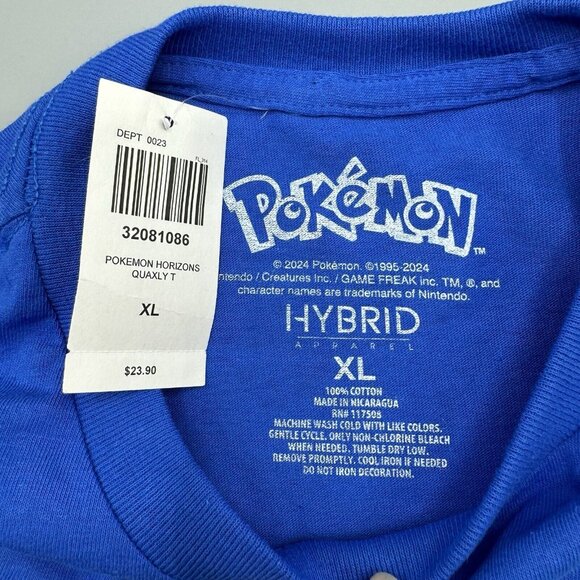 DEPT 0023
32081086
POKEMON HORIZONS
QUAXLY T
XL
$23.90
POKéMON
TM
© 2024 Pokémon. ©1995-2024
ntendo / Creatures Inc. / GAME FREAK inc. TM, ®, and
character names are trademarks of Nintendo.
HYBRID
APPAREL
XL
100% COTTON
MADE IN NICARAGUA
RN# 117508
MACHINE WASH COLD WITH LIKE COLORS.
GENTLE CYCLE. ONLY NON-CHLORINE BLEACH
WHEN NEEDED. TUMBLE DRY LOW.
REMOVE PROMPTLY. COOL IRON IF NEEDED
DO NOT IRON DECORATION.